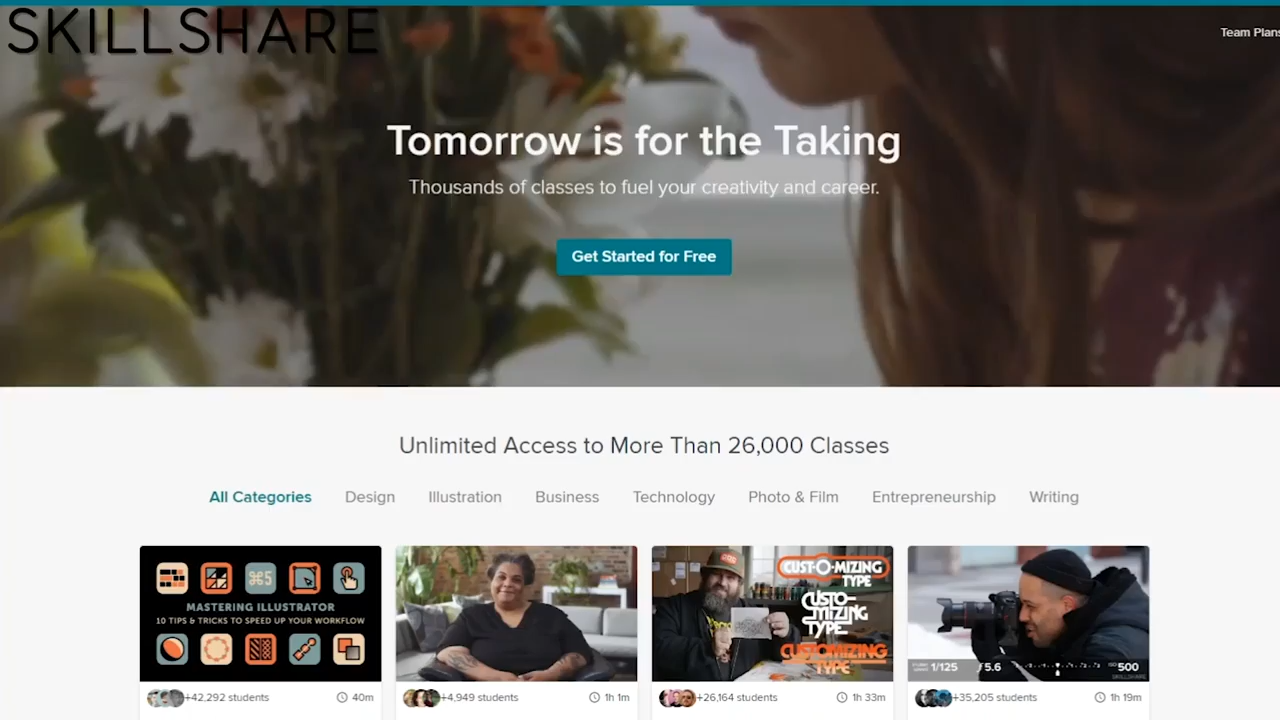 SKILLSHARE
Team Plans
Tomorrow is for the Taking
Thousands of classes to fuel your creativity and career.
Get Started for Free
Unlimited Access to More Than 26,000 Classes
All Categories Design Illustration Business Technology Photo & Film Entrepreneurship Writing
⌘5
MASTERING ILLUSTRATOR
10 TIPS & TRICKS TO SPEED UP YOUR WORKFLOW
CUST-O-MIZING
TYPE
CUSTO-
MIZING
TYPE
CUSTOMIZING
TYPE
1/125 f 5.6 ISO 500
SKILLSHARE
+42,292 students 40m
+4,949 students 1h 1m
+26,164 students 1h 33m
+35,205 students 1h 19m